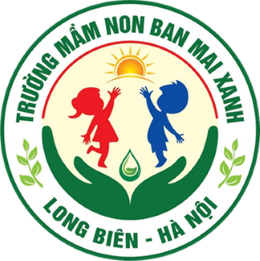 TRƯỜNG MẦM NON BAN MAI XANH
LONG BIÊN - HÀ NỘI